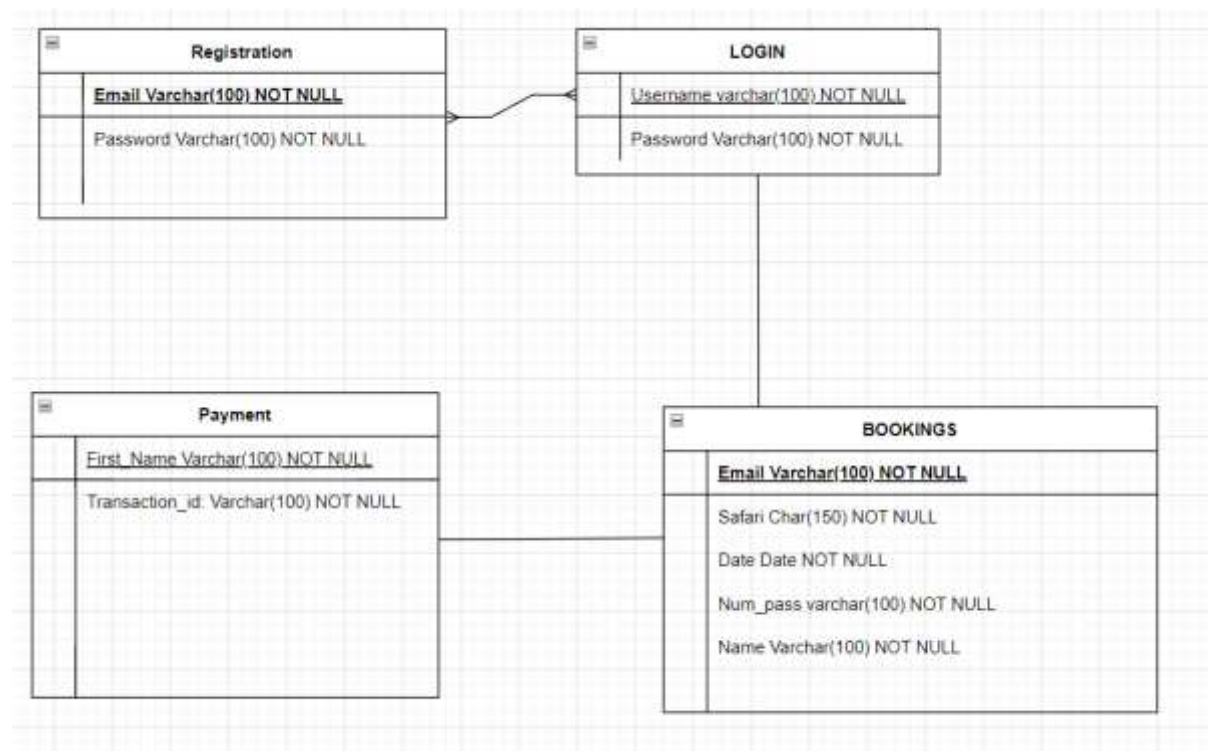 Registration
Email Varchar(100) NOT NULL
Password Varchar(100) NOT NULL
LOGIN
Username varchar(100) NOT NULL
Password Varchar(100) NOT NULL
Payment
First_Name Varchar(100) NOT NULL
Transaction_id: Varchar(100) NOT NULL
BOOKINGS
Email Varchar(100) NOT NULL
Safari Char(150) NOT NULL
Date Date NOT NULL
Num_pass varchar(100) NOT NULL
Name Varchar(100) NOT NULL